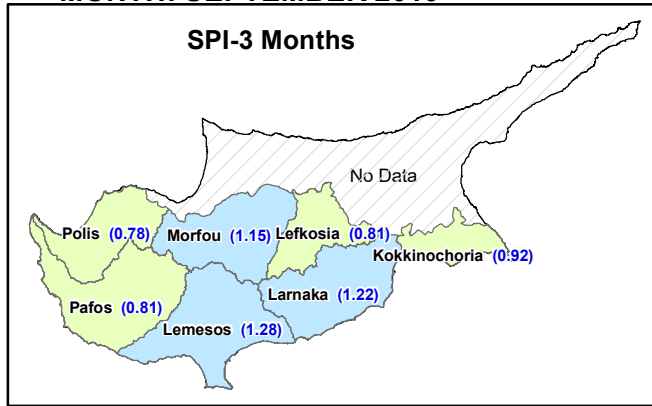 SPI-3 Months
No Data
Polis (0.78)
Morfou (1.15)
Lefkosia (0.81)
Kokkinochoria (0.92)
Pafos (0.81)
Larnaka (1.22)
Lemesos (1.28)